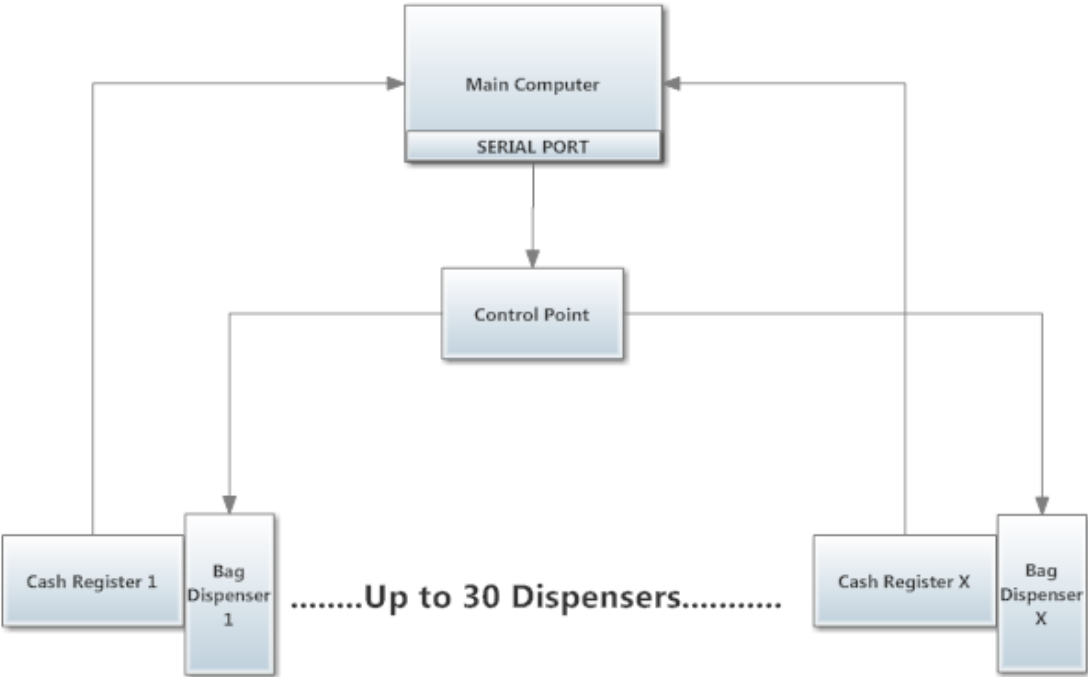 Main Computer
SERIAL PORT
Control Point
Cash Register 1
Bag
Dispenser
1
........Up to 30 Dispensers...........
Cash Register X
Bag
Dispenser
X